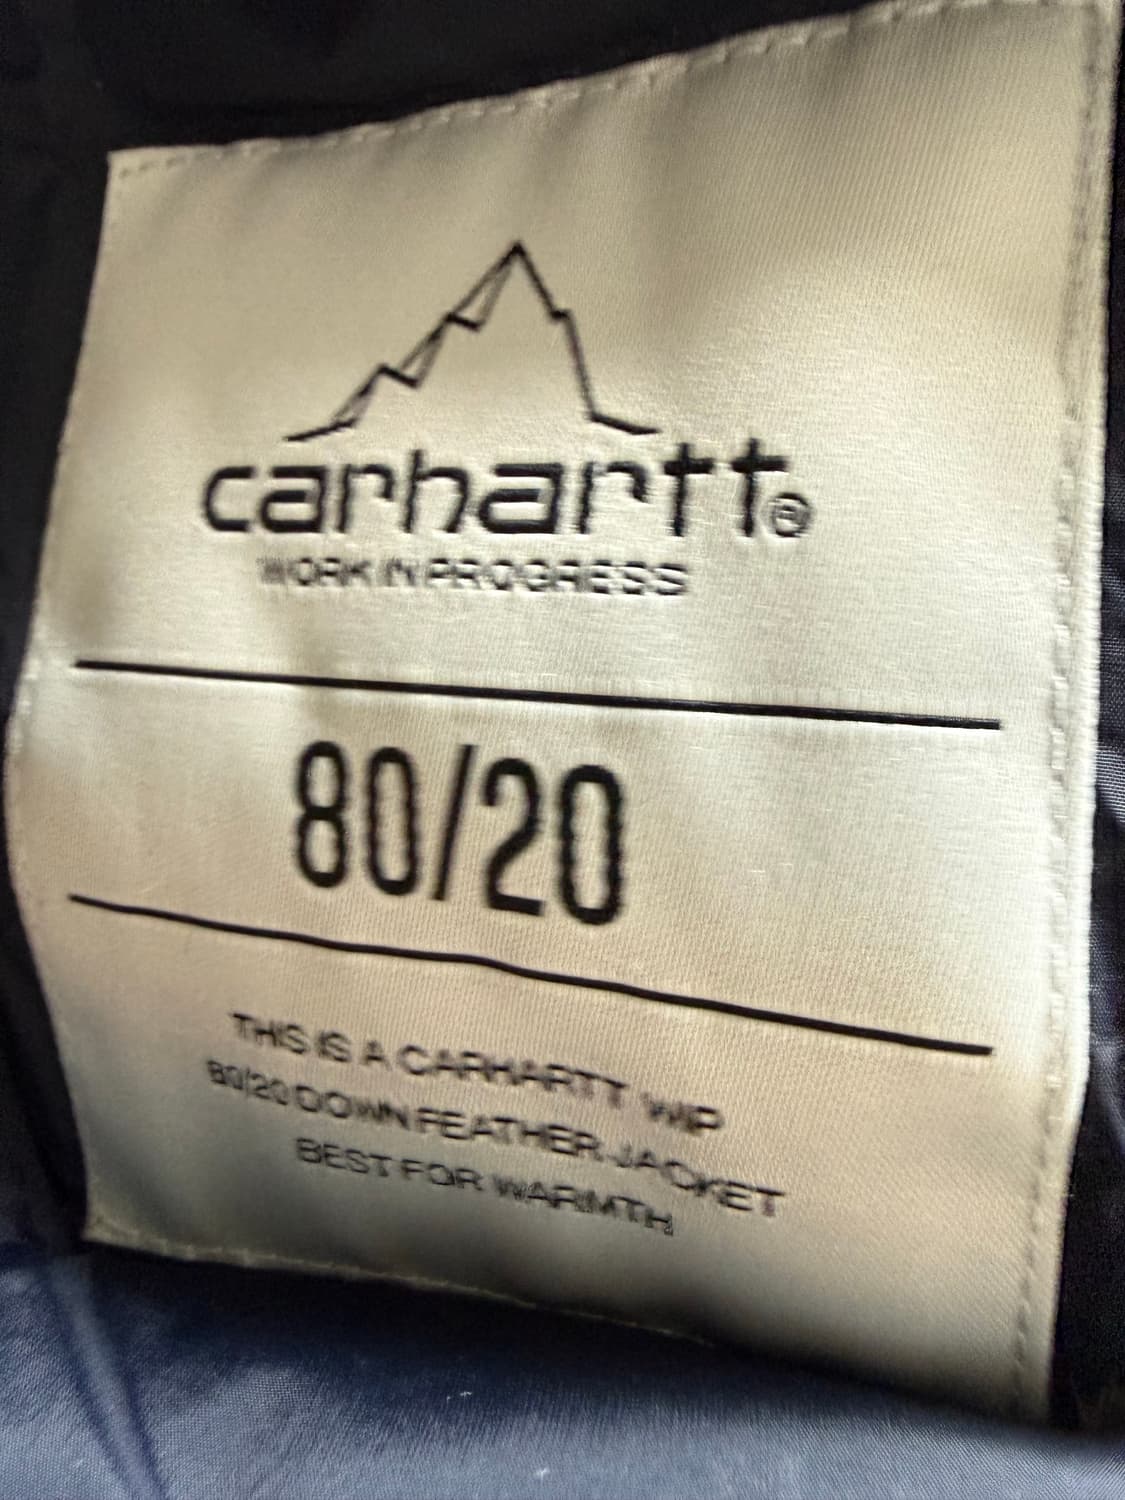 carhartt®
WORK IN PROGRESS
80/20
THIS IS A CARHARTT WIP
80/20 DOWN FEATHER JACKET
BEST FOR WARMTH